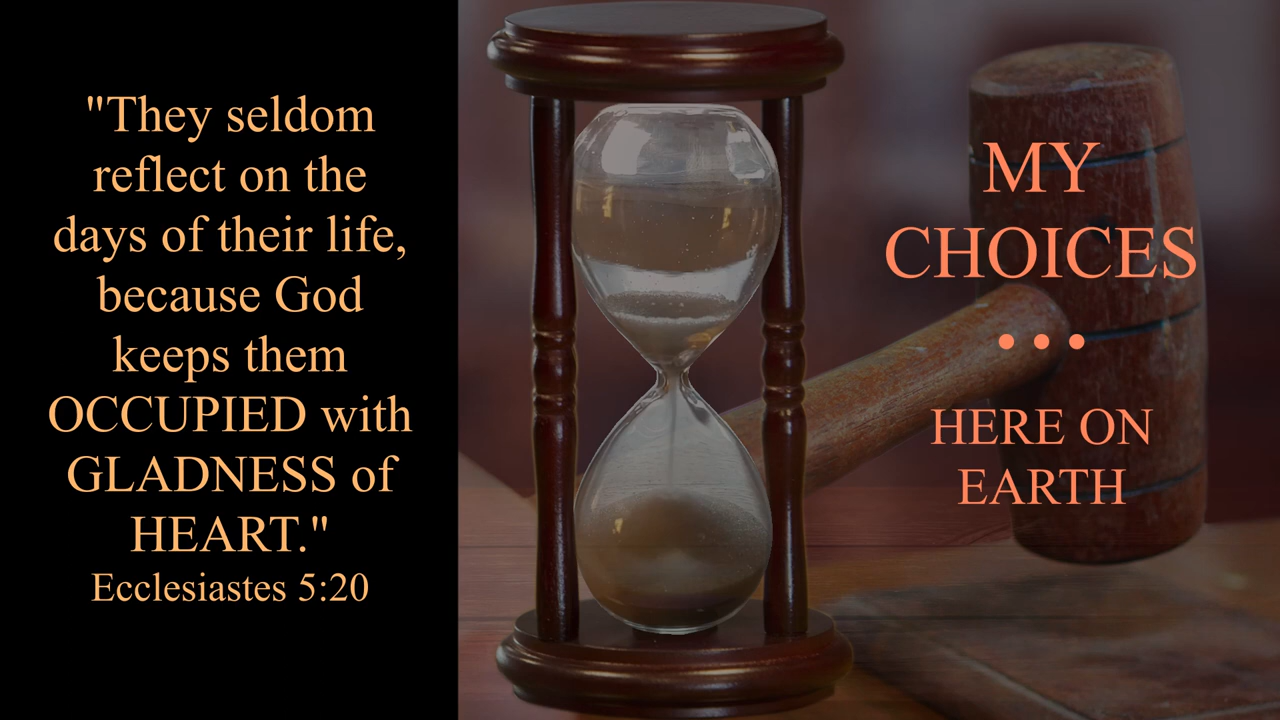 "They seldom
reflect on the
days of their life,
because God
keeps them
OCCUPIED with
GLADNESS of
HEART."
Ecclesiastes 5:20
MY
CHOICES
...
HERE ON
EARTH